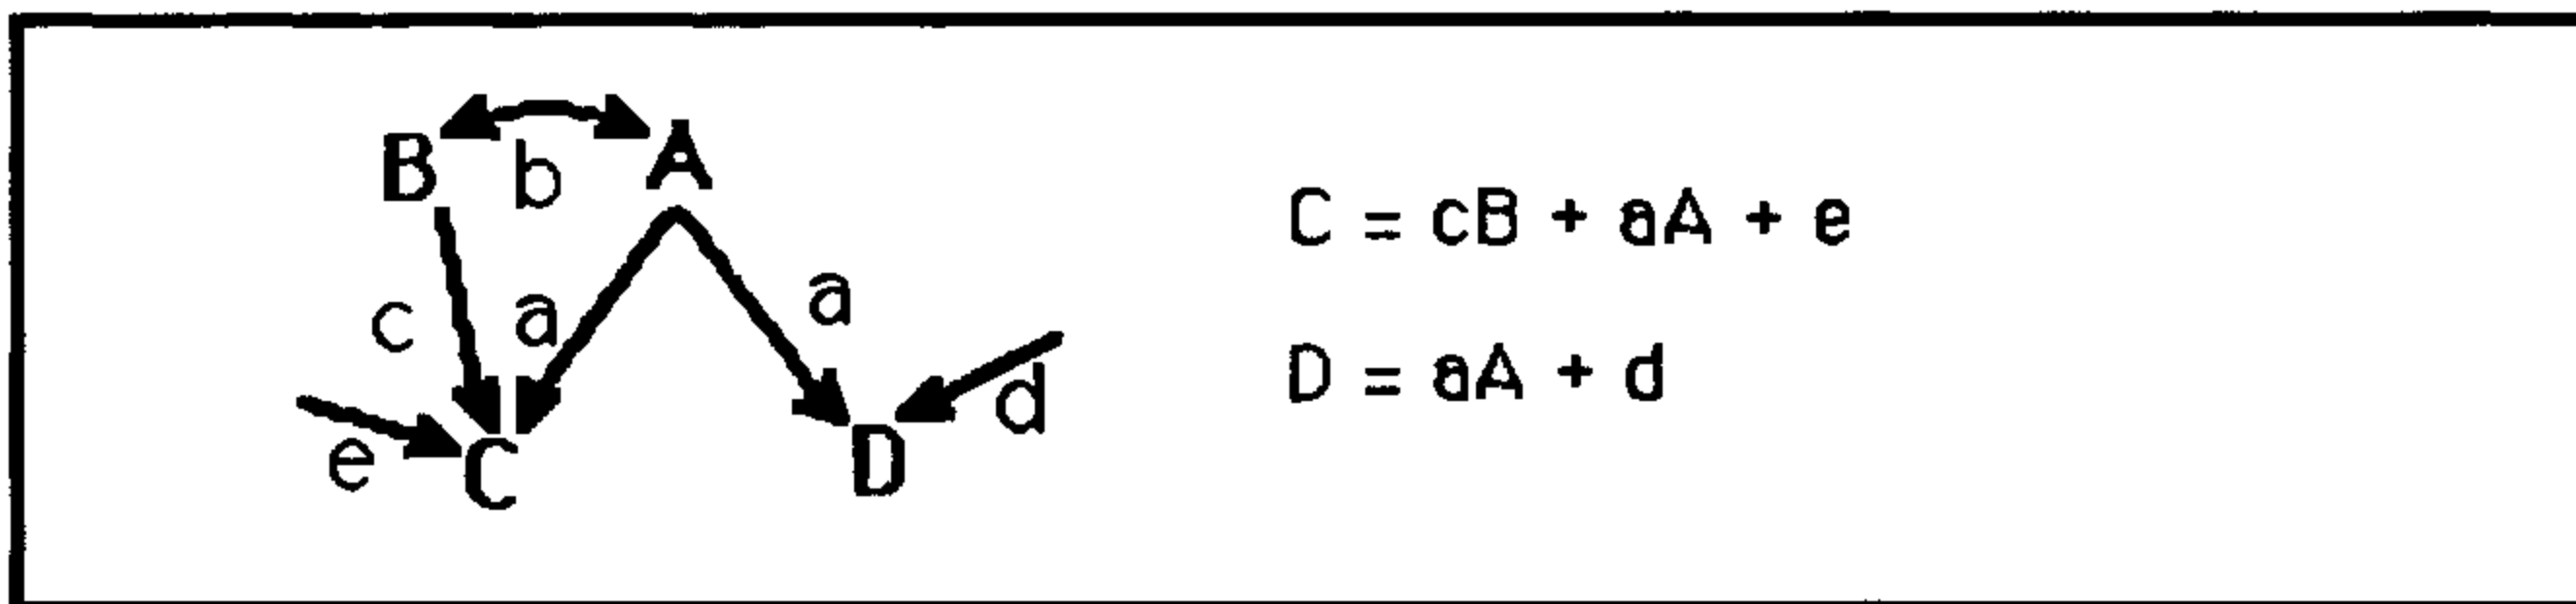 B b A
C = cB + aA + e
c a a
D = aA + d
d
e C D